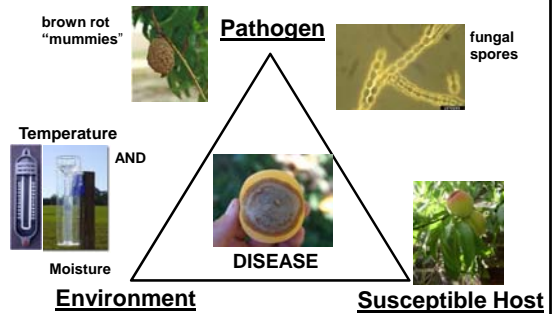 Pathogen
brown rot
“mummies”
fungal
spores
Temperature
AND
Moisture
DISEASE
Environment
Susceptible Host